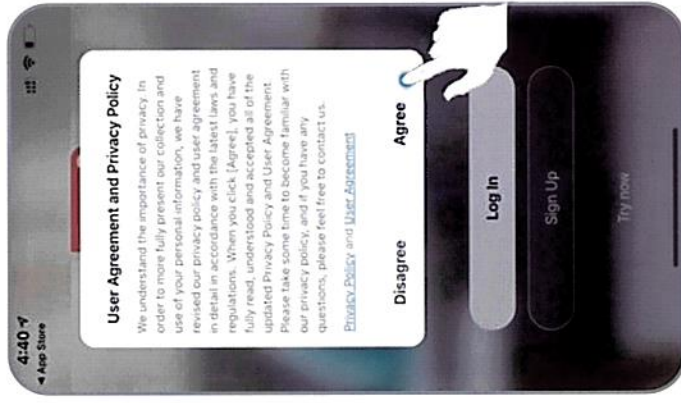 4:40
◀ App Store
User Agreement and Privacy Policy
We understand the importance of privacy. In
order to more fully present our collection and
use of your personal information, we have
revised our privacy policy and user agreement
in detail in accordance with the latest laws and
regulations. When you click [Agree], you have
fully read, understood and accepted all of the
updated Privacy Policy and User Agreement.
Please take some time to become familiar with
our privacy policy, and if you have any
questions, please feel free to contact us.
Privacy Policy and User Agreement
Disagree Agree
Log In
Sign Up
Try now